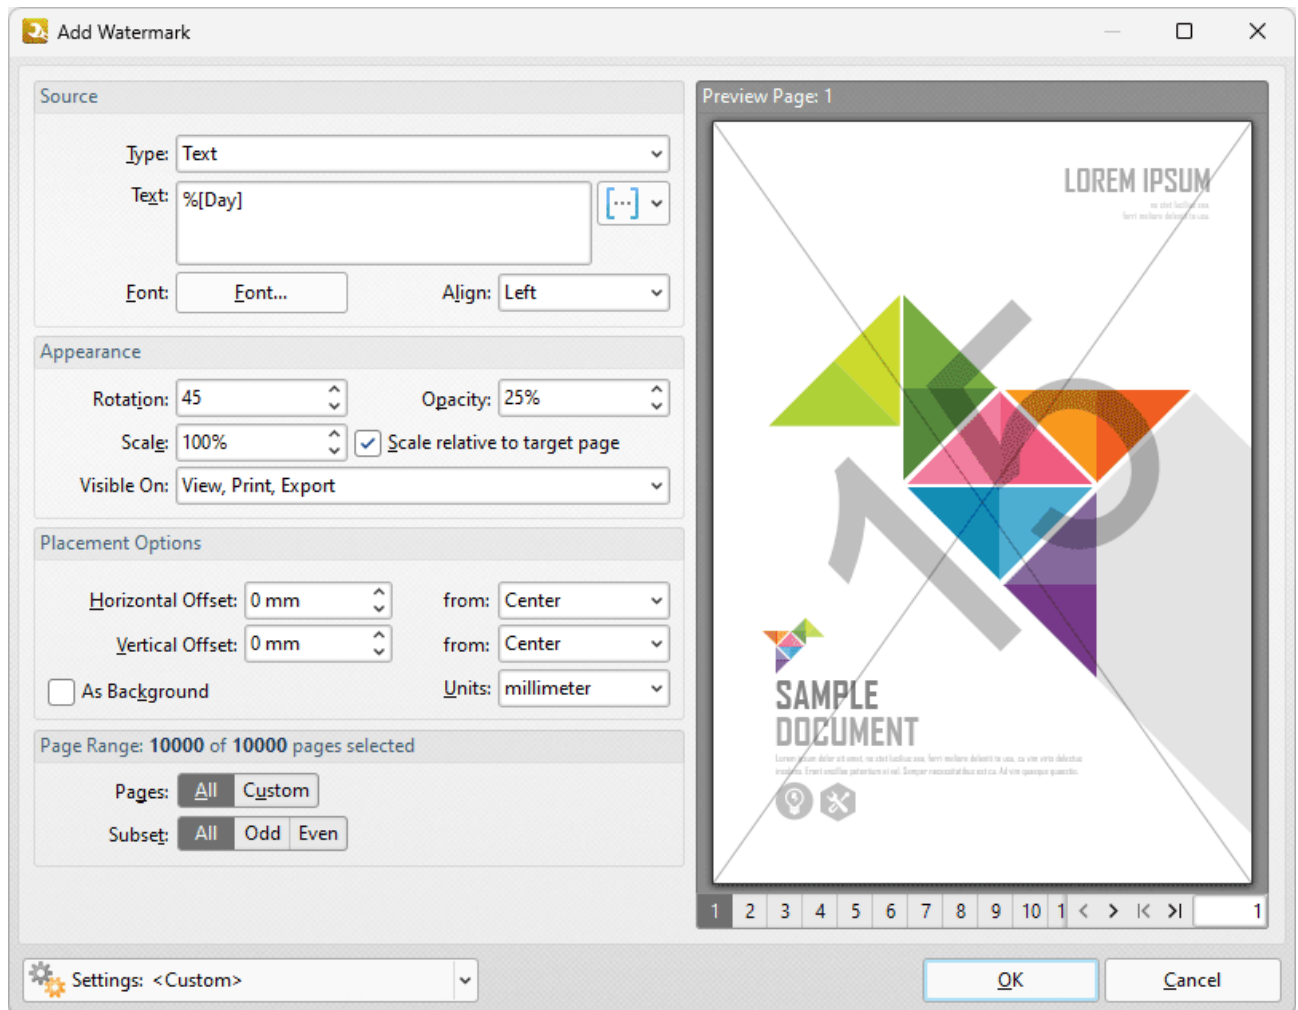 Add Watermark
Source
Type: Text
Text: %[Day]
Font: Font... Align: Left
Appearance
Rotation: 45 Opacity: 25%
Scale: 100% Scale relative to target page
Visible On: View, Print, Export
Placement Options
Horizontal Offset: 0 mm from: Center
Vertical Offset: 0 mm from: Center
As Background Units: millimeter
Page Range: 10000 of 10000 pages selected
Pages: All Custom
Subset: All Odd Even
Preview Page: 1
LOREM IPSUM
15
SAMPLE
DOCUMENT
1 2 3 4 5 6 7 8 9 10 1 1
Settings: <Custom>
OK Cancel